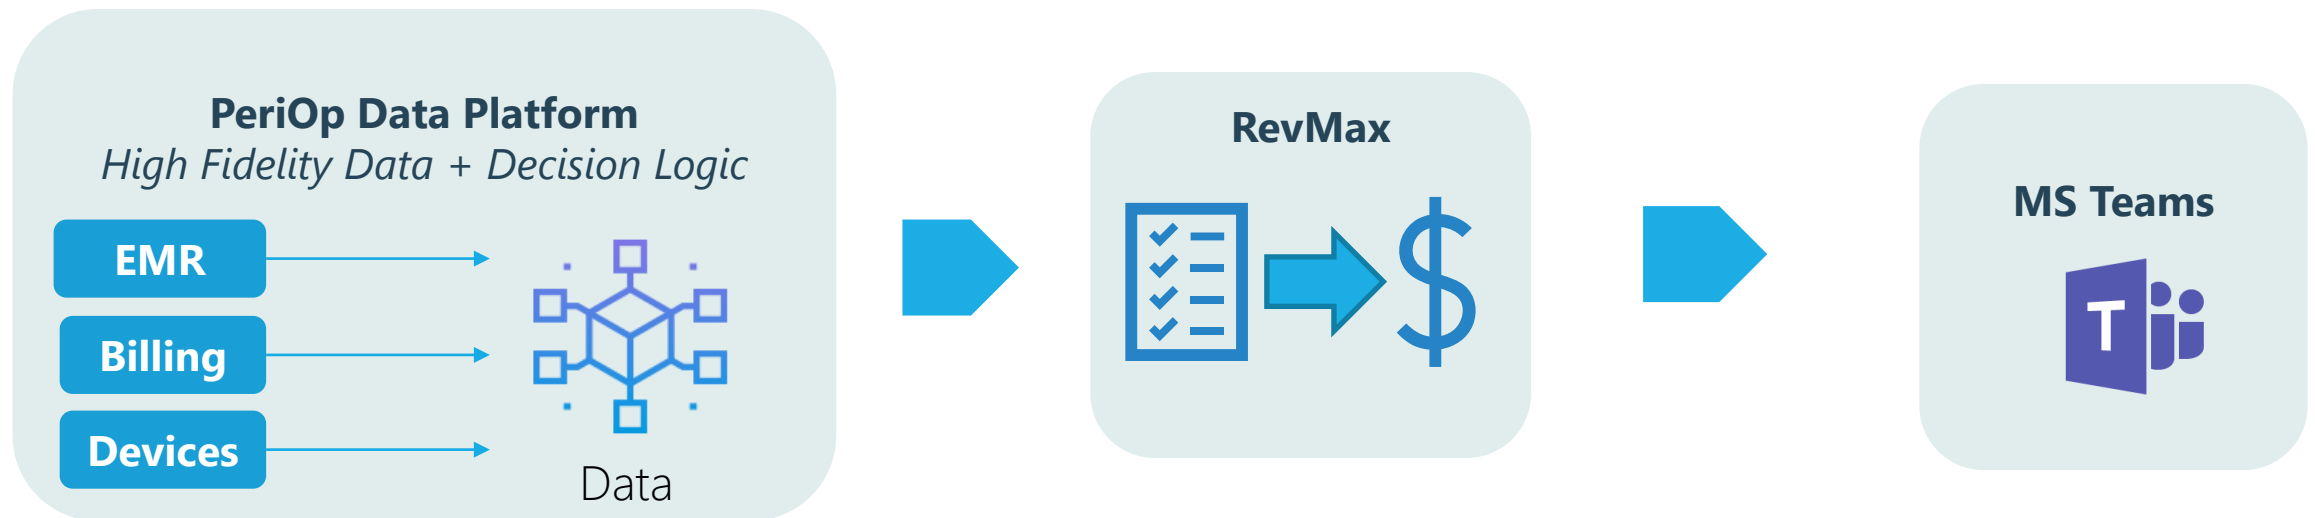 PeriOp Data Platform
High Fidelity Data + Decision Logic
EMR
Billing
Devices
Data
RevMax
MS Teams
T